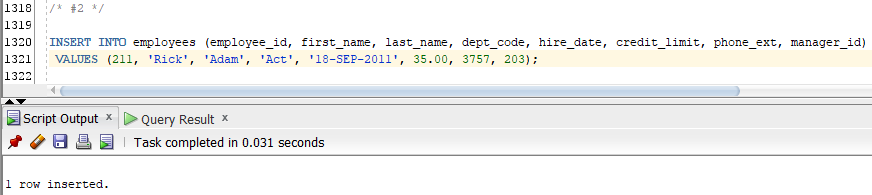 1318 /* #2 */
1319
1320 INSERT INTO employees (employee_id, first_name, last_name, dept_code, hire_date, credit_limit, phone_ext, manager_id)
1321 VALUES (211, 'Rick', 'Adam', 'Act', '18-SEP-2011', 35.00, 3757, 203);
1322
Script Output x Query Result x
Task completed in 0.031 seconds
1 row inserted.